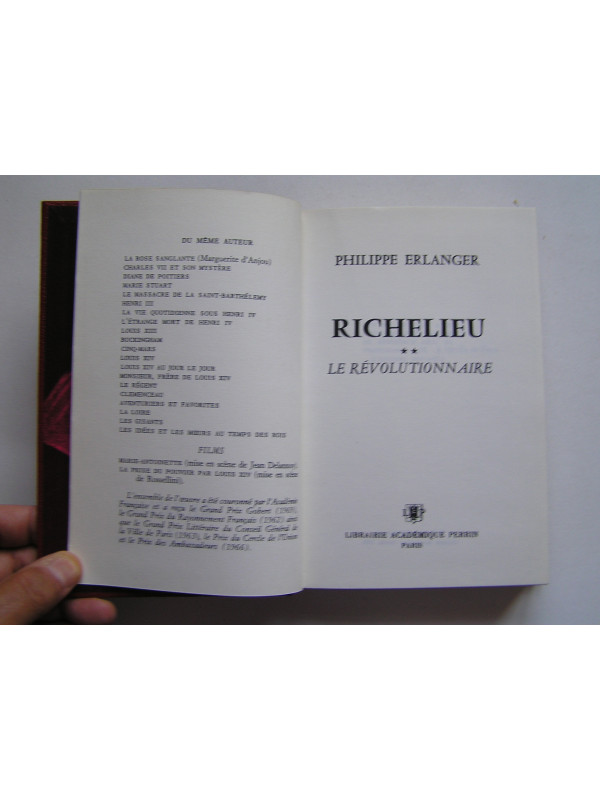 DU MÊME AUTEUR
LA ROSE SANGLANTE (Marguerite d'Anjou)
CHARLES VII ET SON MYSTÈRE
DIANE DE POITIERS
MARIE STUART
LE MASSACRE DE LA SAINT-BARTHÉLEMY
HENRI III
LA VIE QUOTIDIENNE SOUS HENRI IV
L'ÉTRANGE MORT DE HENRI IV
LOUIS XIII
BUCKINGHAM
CINQ-MARS
LOUIS XIV
LOUIS XIV AU JOUR LE JOUR
MONSIEUR, FRÈRE DE LOUIS XIV
LE RÉGENT
CLEMENCEAU
AVENTURIERS ET FAVORITES
LA LOIRE
LES GISANTS
LES IDÉES ET LES MŒURS AU TEMPS DES ROIS
FILMS
MARIE-ANTOINETTE (mise en scène de Jean Delannoy)
LA PRISE DU POUVOIR PAR LOUIS XIV (mise en scène
de Rossellini).
L'ensemble de l'œuvre a été couronné par l'Académie
Française et a reçu le Grand Prix Gobert
le Grand Prix du Rayonnement Français (1962) ainsi
que le Grand Prix Littéraire du Conseil Général de
la Ville de Paris (1963), le Prix du Cercle de l'Union
et le Prix des Ambassadeurs (1966).
PHILIPPE ERLANGER
RICHELIEU
★★
LE RÉVOLUTIONNAIRE
LP
LIBRAIRIE ACADÉMIQUE PERRIN
PARIS